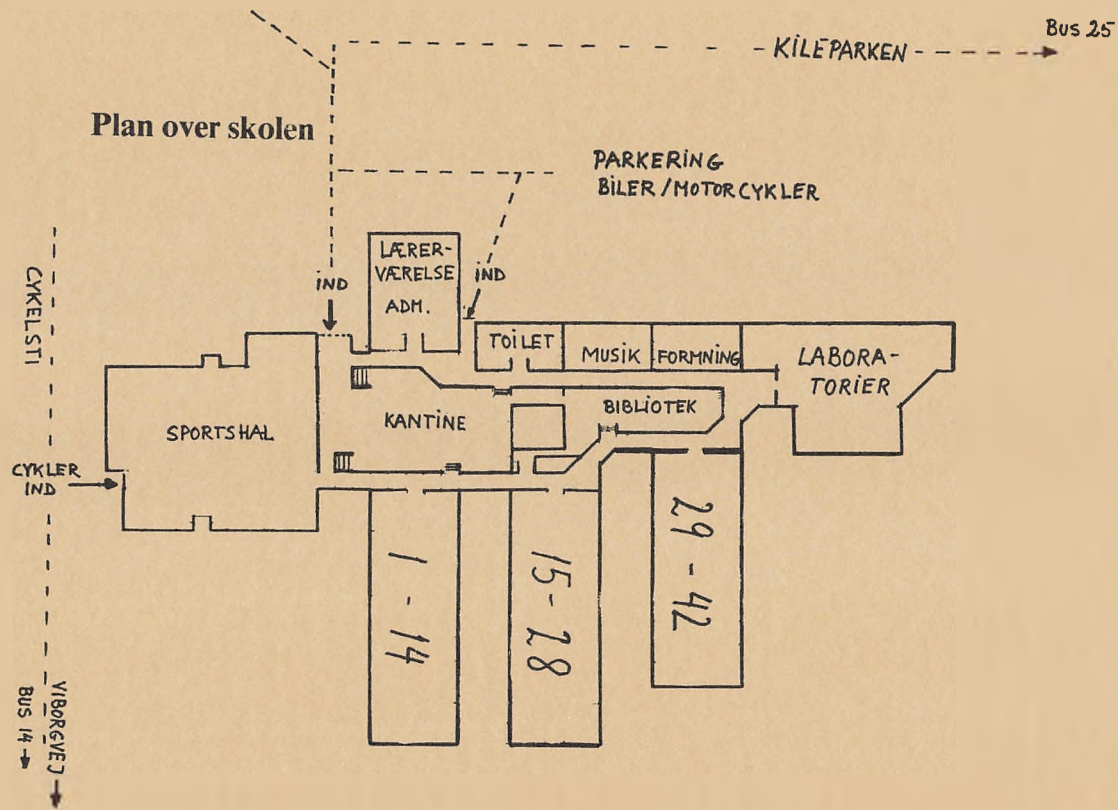 Bus 25
KILEPARKEN
Plan over skolen
PARKERING
BILER/MOTORCYKLER
LÆRER-
VÆRELSE
ADM.
IND
IND
CYKELSTI
TOILET
MUSIK
FORMNING
LABORA-
TORIER
KANTINE
BIBLIOTEK
SPORTSHAL
CYKLER
IND
1 - 14
15 - 28
29 - 42
VIBORGVEJ
BUS 14